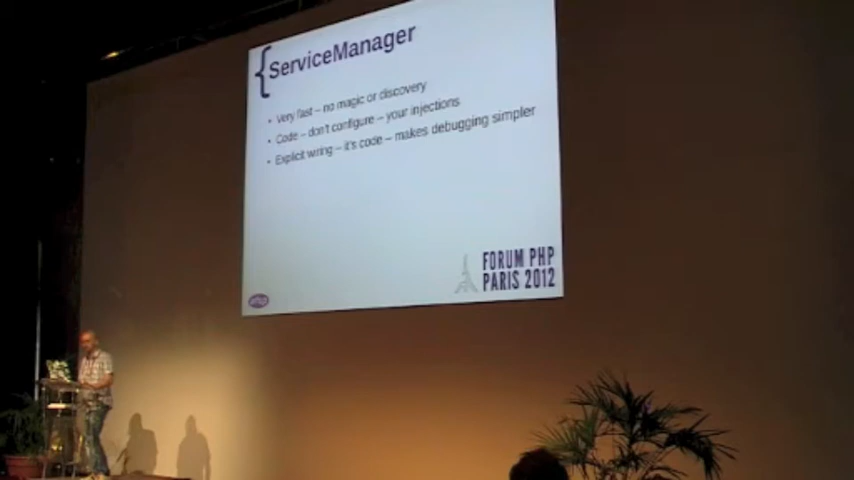 {ServiceManager
• Very fast – no magic or discovery
• Code – don't configure – your injections
• Explicit wiring – it's code – makes debugging simpler
FORUM PHP
PARIS 2012